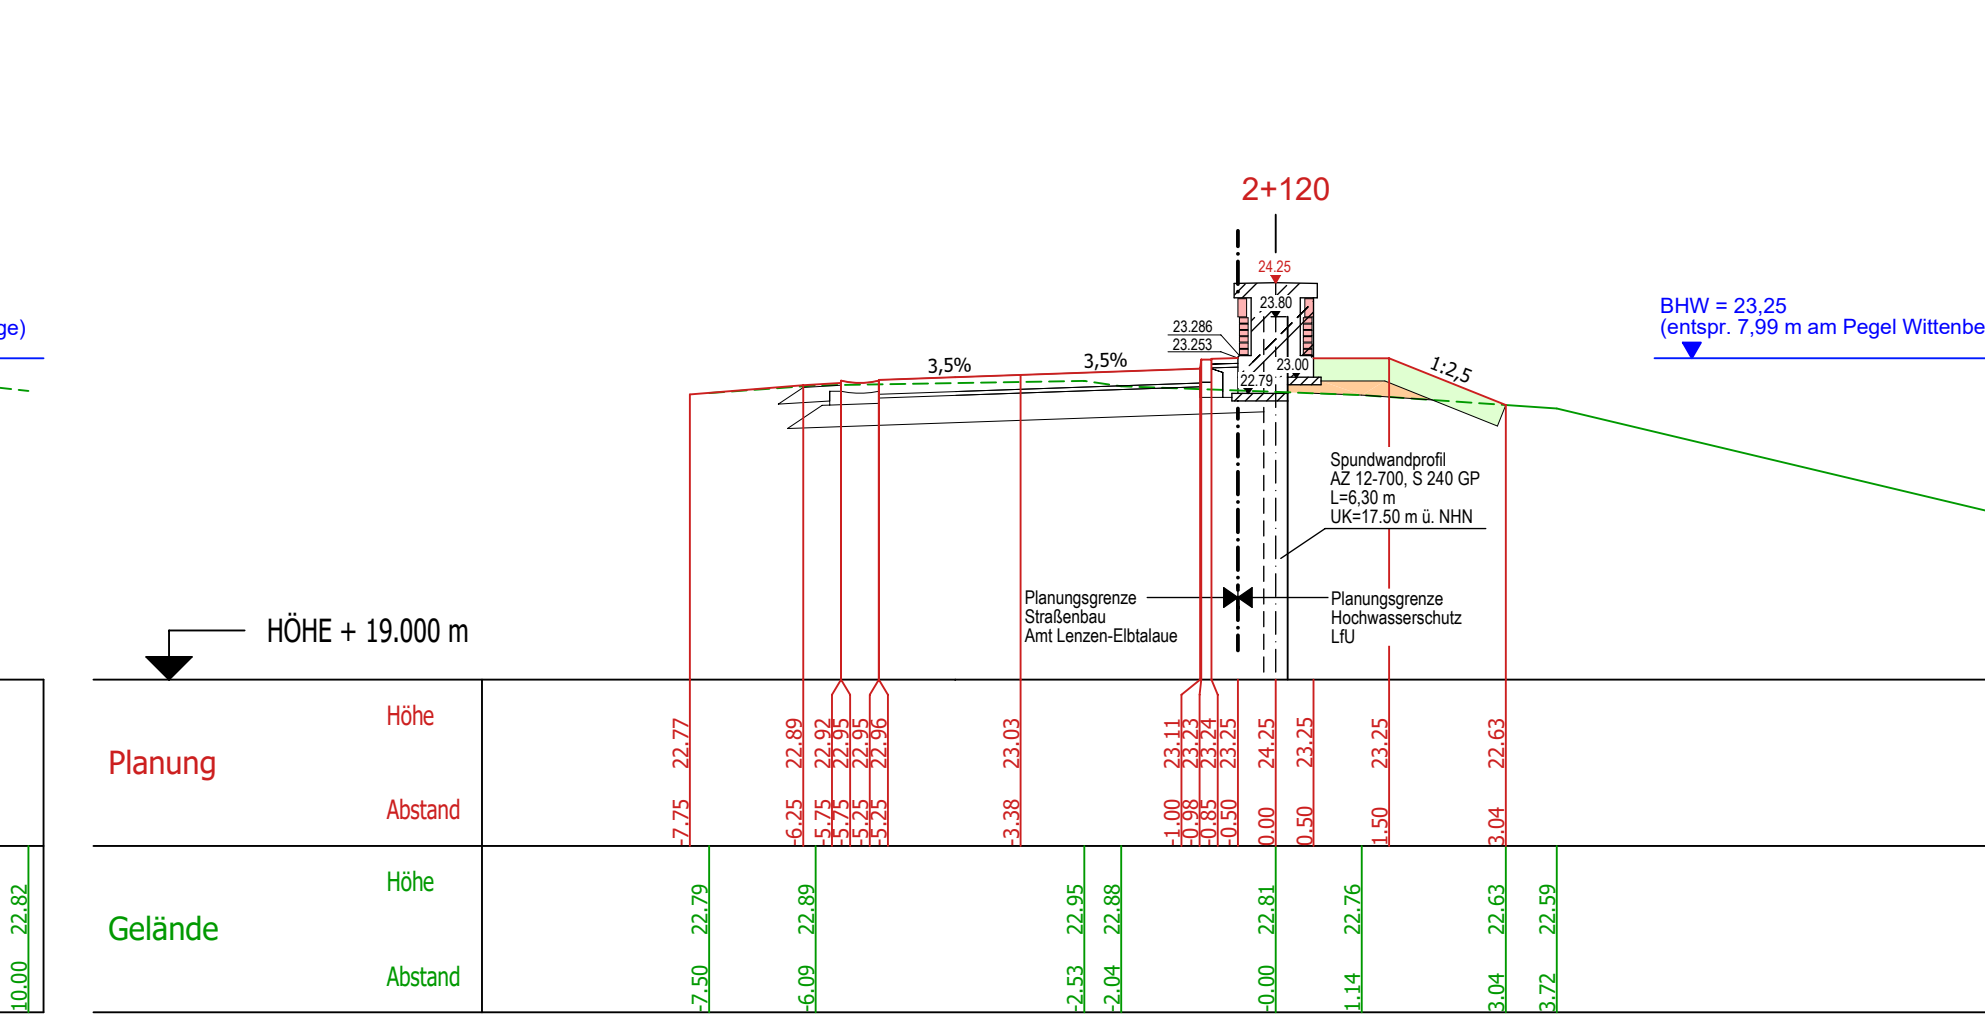 2+120
24.25
23.80
23.286
23.253
23.00
22.79
3,5%
3,5%
1:2,5
ge)
BHW = 23,25
(entspr. 7,99 m am Pegel Wittenbe
Spundwandprofil
AZ 12-700, S 240 GP
L=6,30 m
UK=17.50 m ü. NHN
Planungsgrenze
Straßenbau
Amt Lenzen-Elbtalaue
Planungsgrenze
Hochwasserschutz
LfU
HÖHE + 19.000 m
Planung
Höhe
22.77 22.89 22.92 22.95 22.95 22.96 23.03 23.11 23.23 23.24 23.25 24.25 23.25 23.25 22.63
Abstand
-7.75 -6.25 -5.75 -5.75 -5.25 -5.25 -3.38 -1.00 -0.98 -0.85 -0.50 0.00 0.50 1.50 3.04
Gelände
Höhe
22.82 22.79 22.89 22.95 22.88 22.81 22.76 22.63 22.59
Abstand
10.00 -7.50 -6.09 -2.53 -2.04 -0.00 1.14 3.04 3.72